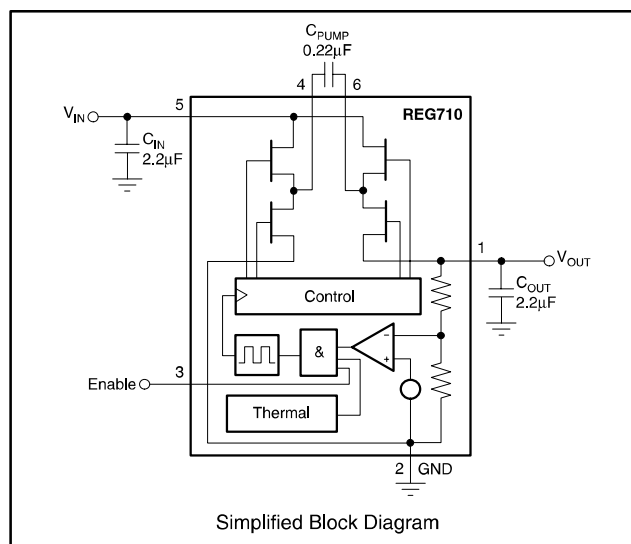 C_PUMP
0.22µF
4 6
5 REG710
V_IN
C_IN
2.2µF
1
V_OUT
C_OUT
2.2µF
Control
−
+
&
3
Enable
Thermal
2 GND
Simplified Block Diagram